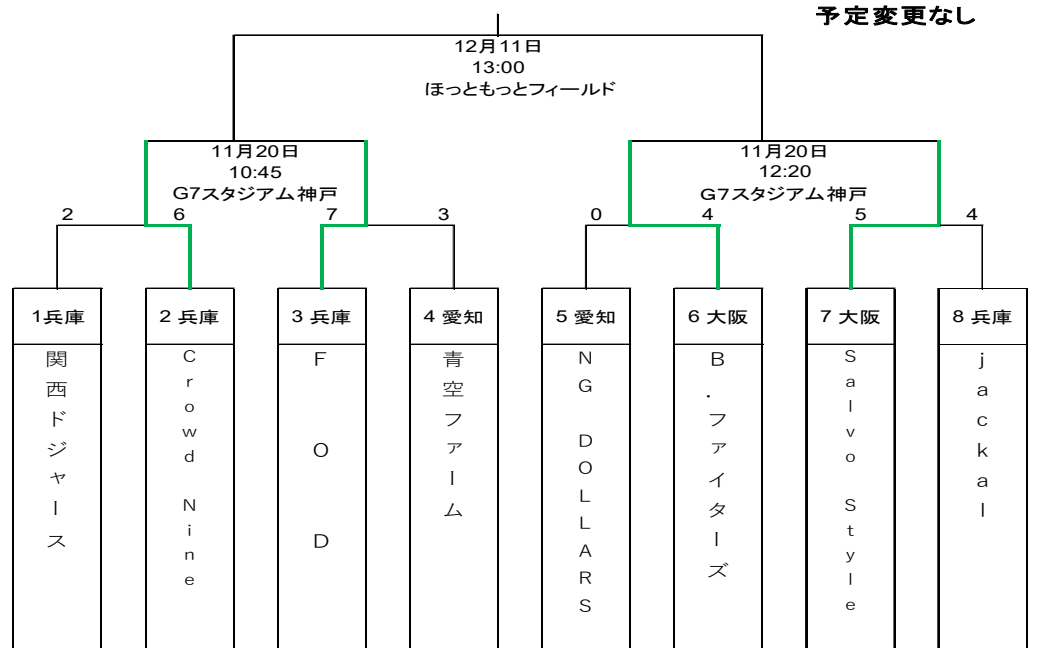 予定変更なし
12月11日
13:00
ほっともっとフィールド
11月20日
10:45
G7スタジアム神戸
11月20日
12:20
G7スタジアム神戸
2
6
7
3
0
4
5
4
1兵庫
2 兵庫
3 兵庫
4 愛知
5 愛知
6 大阪
7 大阪
8 兵庫
関西ドジャース
Crowd Nine
F O D
青空ファーム
NG DOLLARS
B.ファイターズ
Salvo Style
jackal